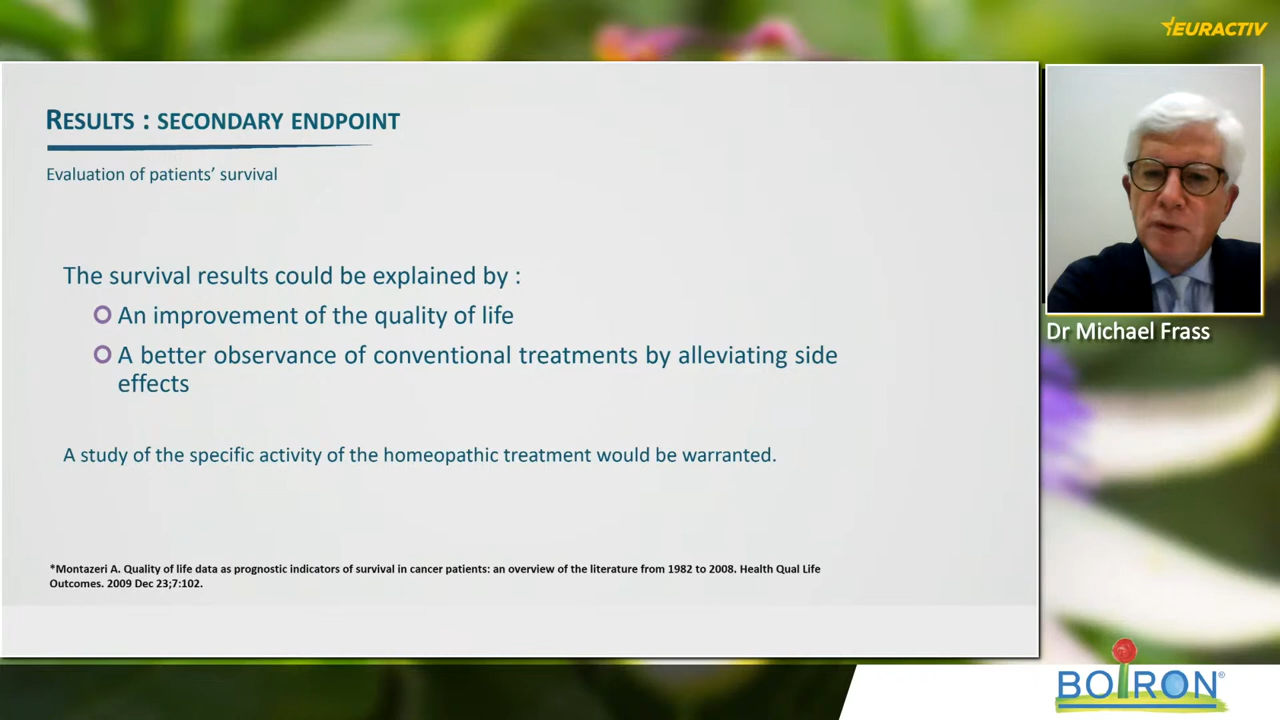 EURACTIV
RESULTS : SECONDARY ENDPOINT
Evaluation of patients' survival
The survival results could be explained by :
An improvement of the quality of life
A better observance of conventional treatments by alleviating side
effects
A study of the specific activity of the homeopathic treatment would be warranted.
*Montazeri A. Quality of life data as prognostic indicators of survival in cancer patients: an overview of the literature from 1982 to 2008. Health Qual Life
Outcomes. 2009 Dec 23;7:102.
Dr Michael Frass
BOIRON®